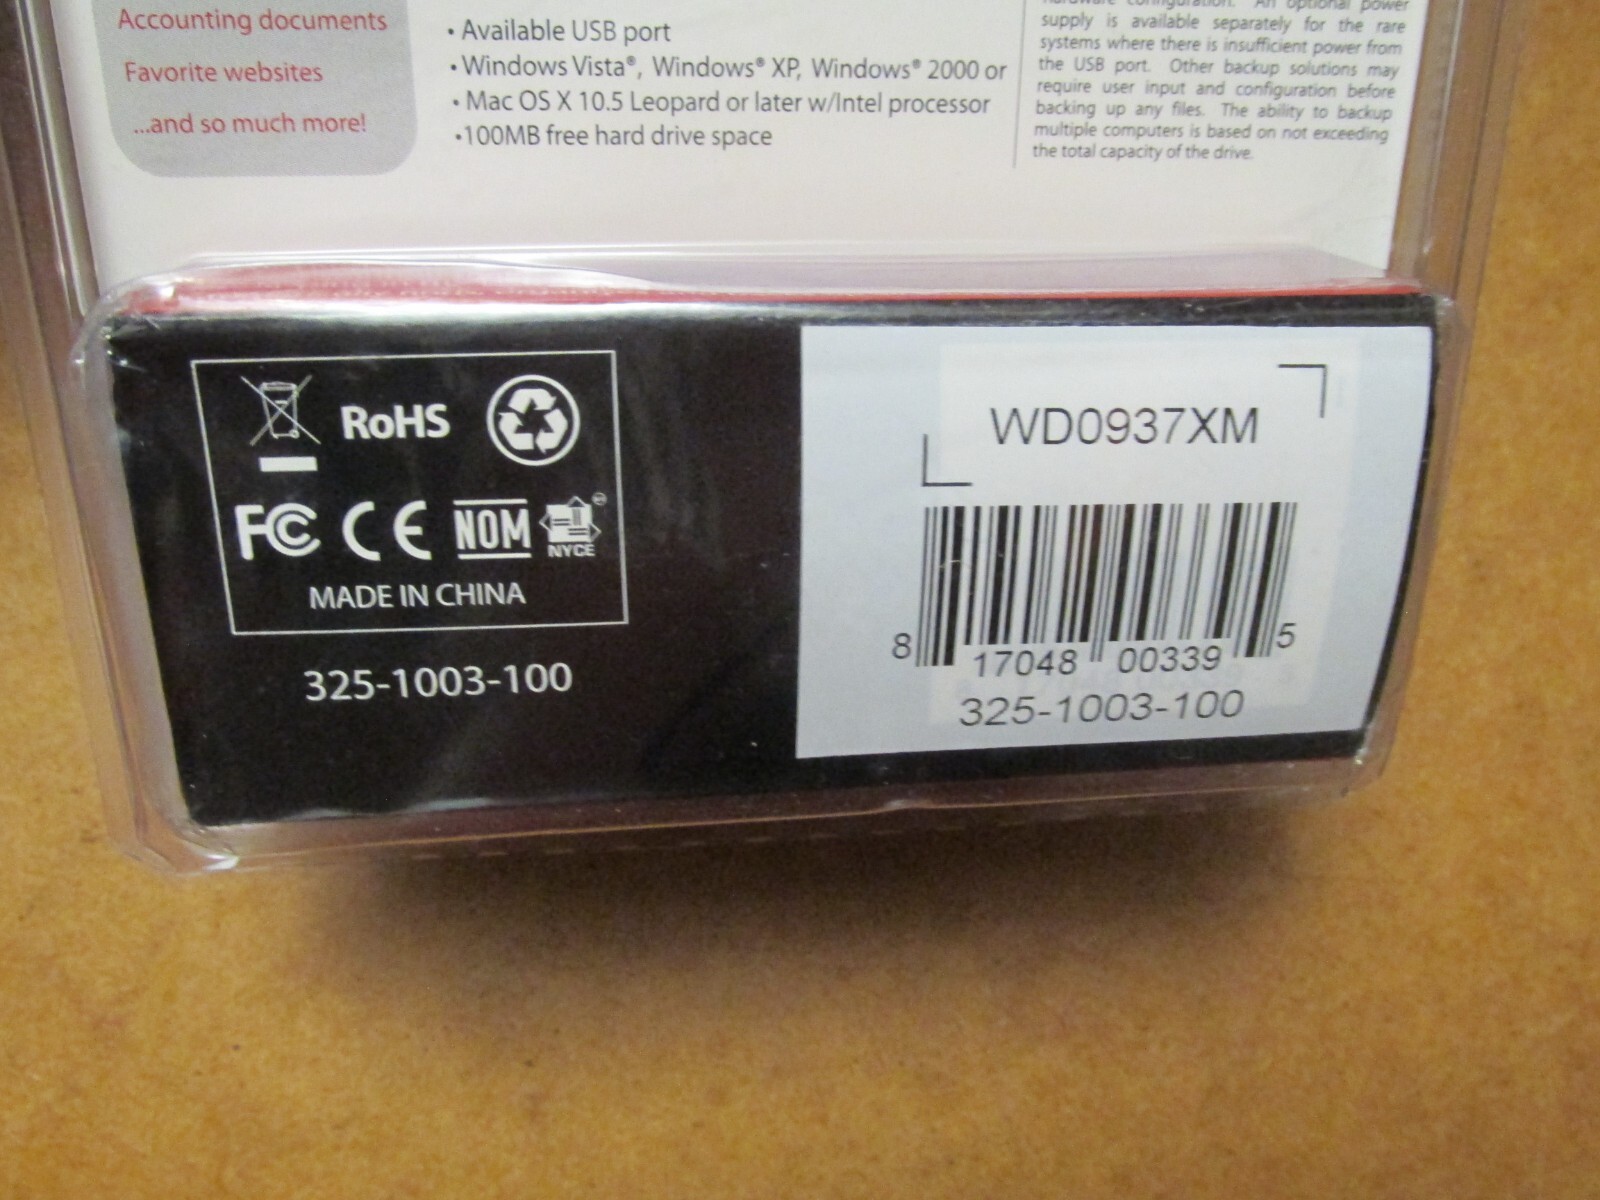 Accounting documents
Favorite websites
...and so much more!
• Available USB port
• Windows Vista®, Windows® XP, Windows® 2000 or
• Mac OS X 10.5 Leopard or later w/Intel processor
•100MB free hard drive space
hardware configuration. An optional power
supply is available separately for the rare
systems where there is insufficient power from
the USB port. Other backup solutions may
require user input and configuration before
backing up any files. The ability to backup
multiple computers is based on not exceeding
the total capacity of the drive.
RoHS
FC CE NOM NYCE
MADE IN CHINA
325-1003-100
WD0937XM
8 17048 00339 5
325-1003-100